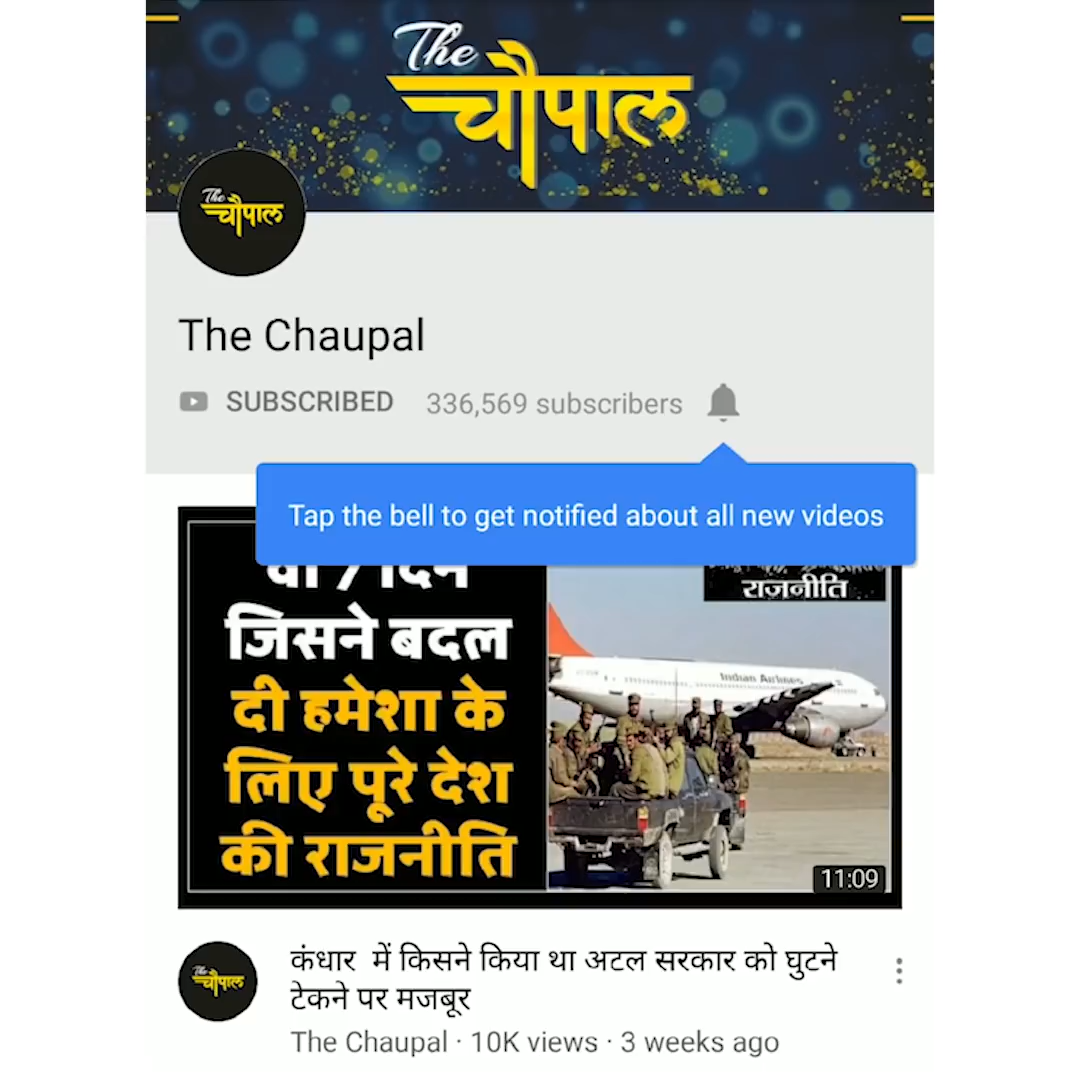 The
चौपाल
The
चौपाल
The Chaupal
SUBSCRIBED 336,569 subscribers
Tap the bell to get notified about all new videos
जिसने बदल
दी हमेशा के
लिए पूरे देश
की राजनीति
राजनीति
Indian Airlines
11:09
The
चौपाल
कंधार में किसने किया था अटल सरकार को घुटने
टेकने पर मजबूर
The Chaupal · 10K views · 3 weeks ago